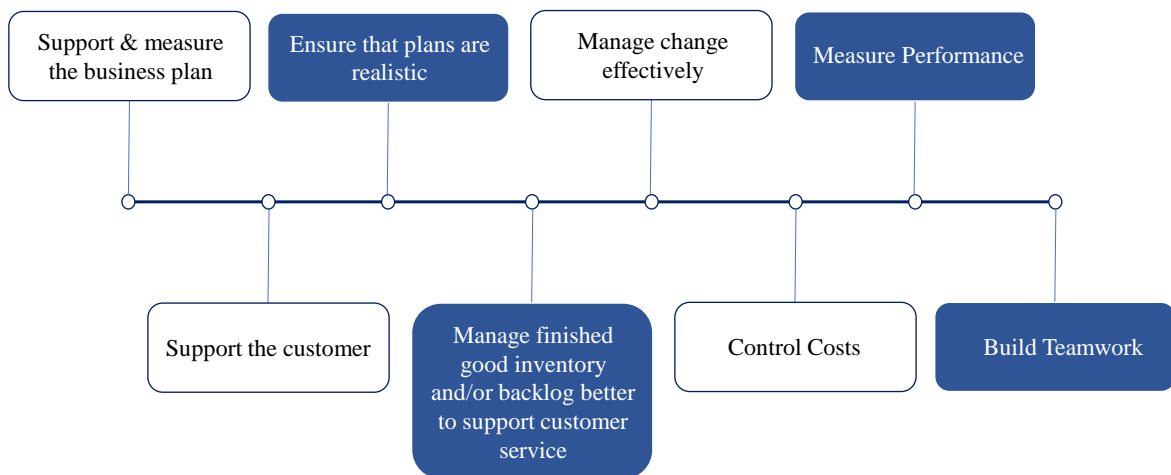 Support & measure
the business plan
Ensure that plans are
realistic
Manage change
effectively
Measure Performance
Support the customer
Manage finished
good inventory
and/or backlog better
to support customer
service
Control Costs
Build Teamwork